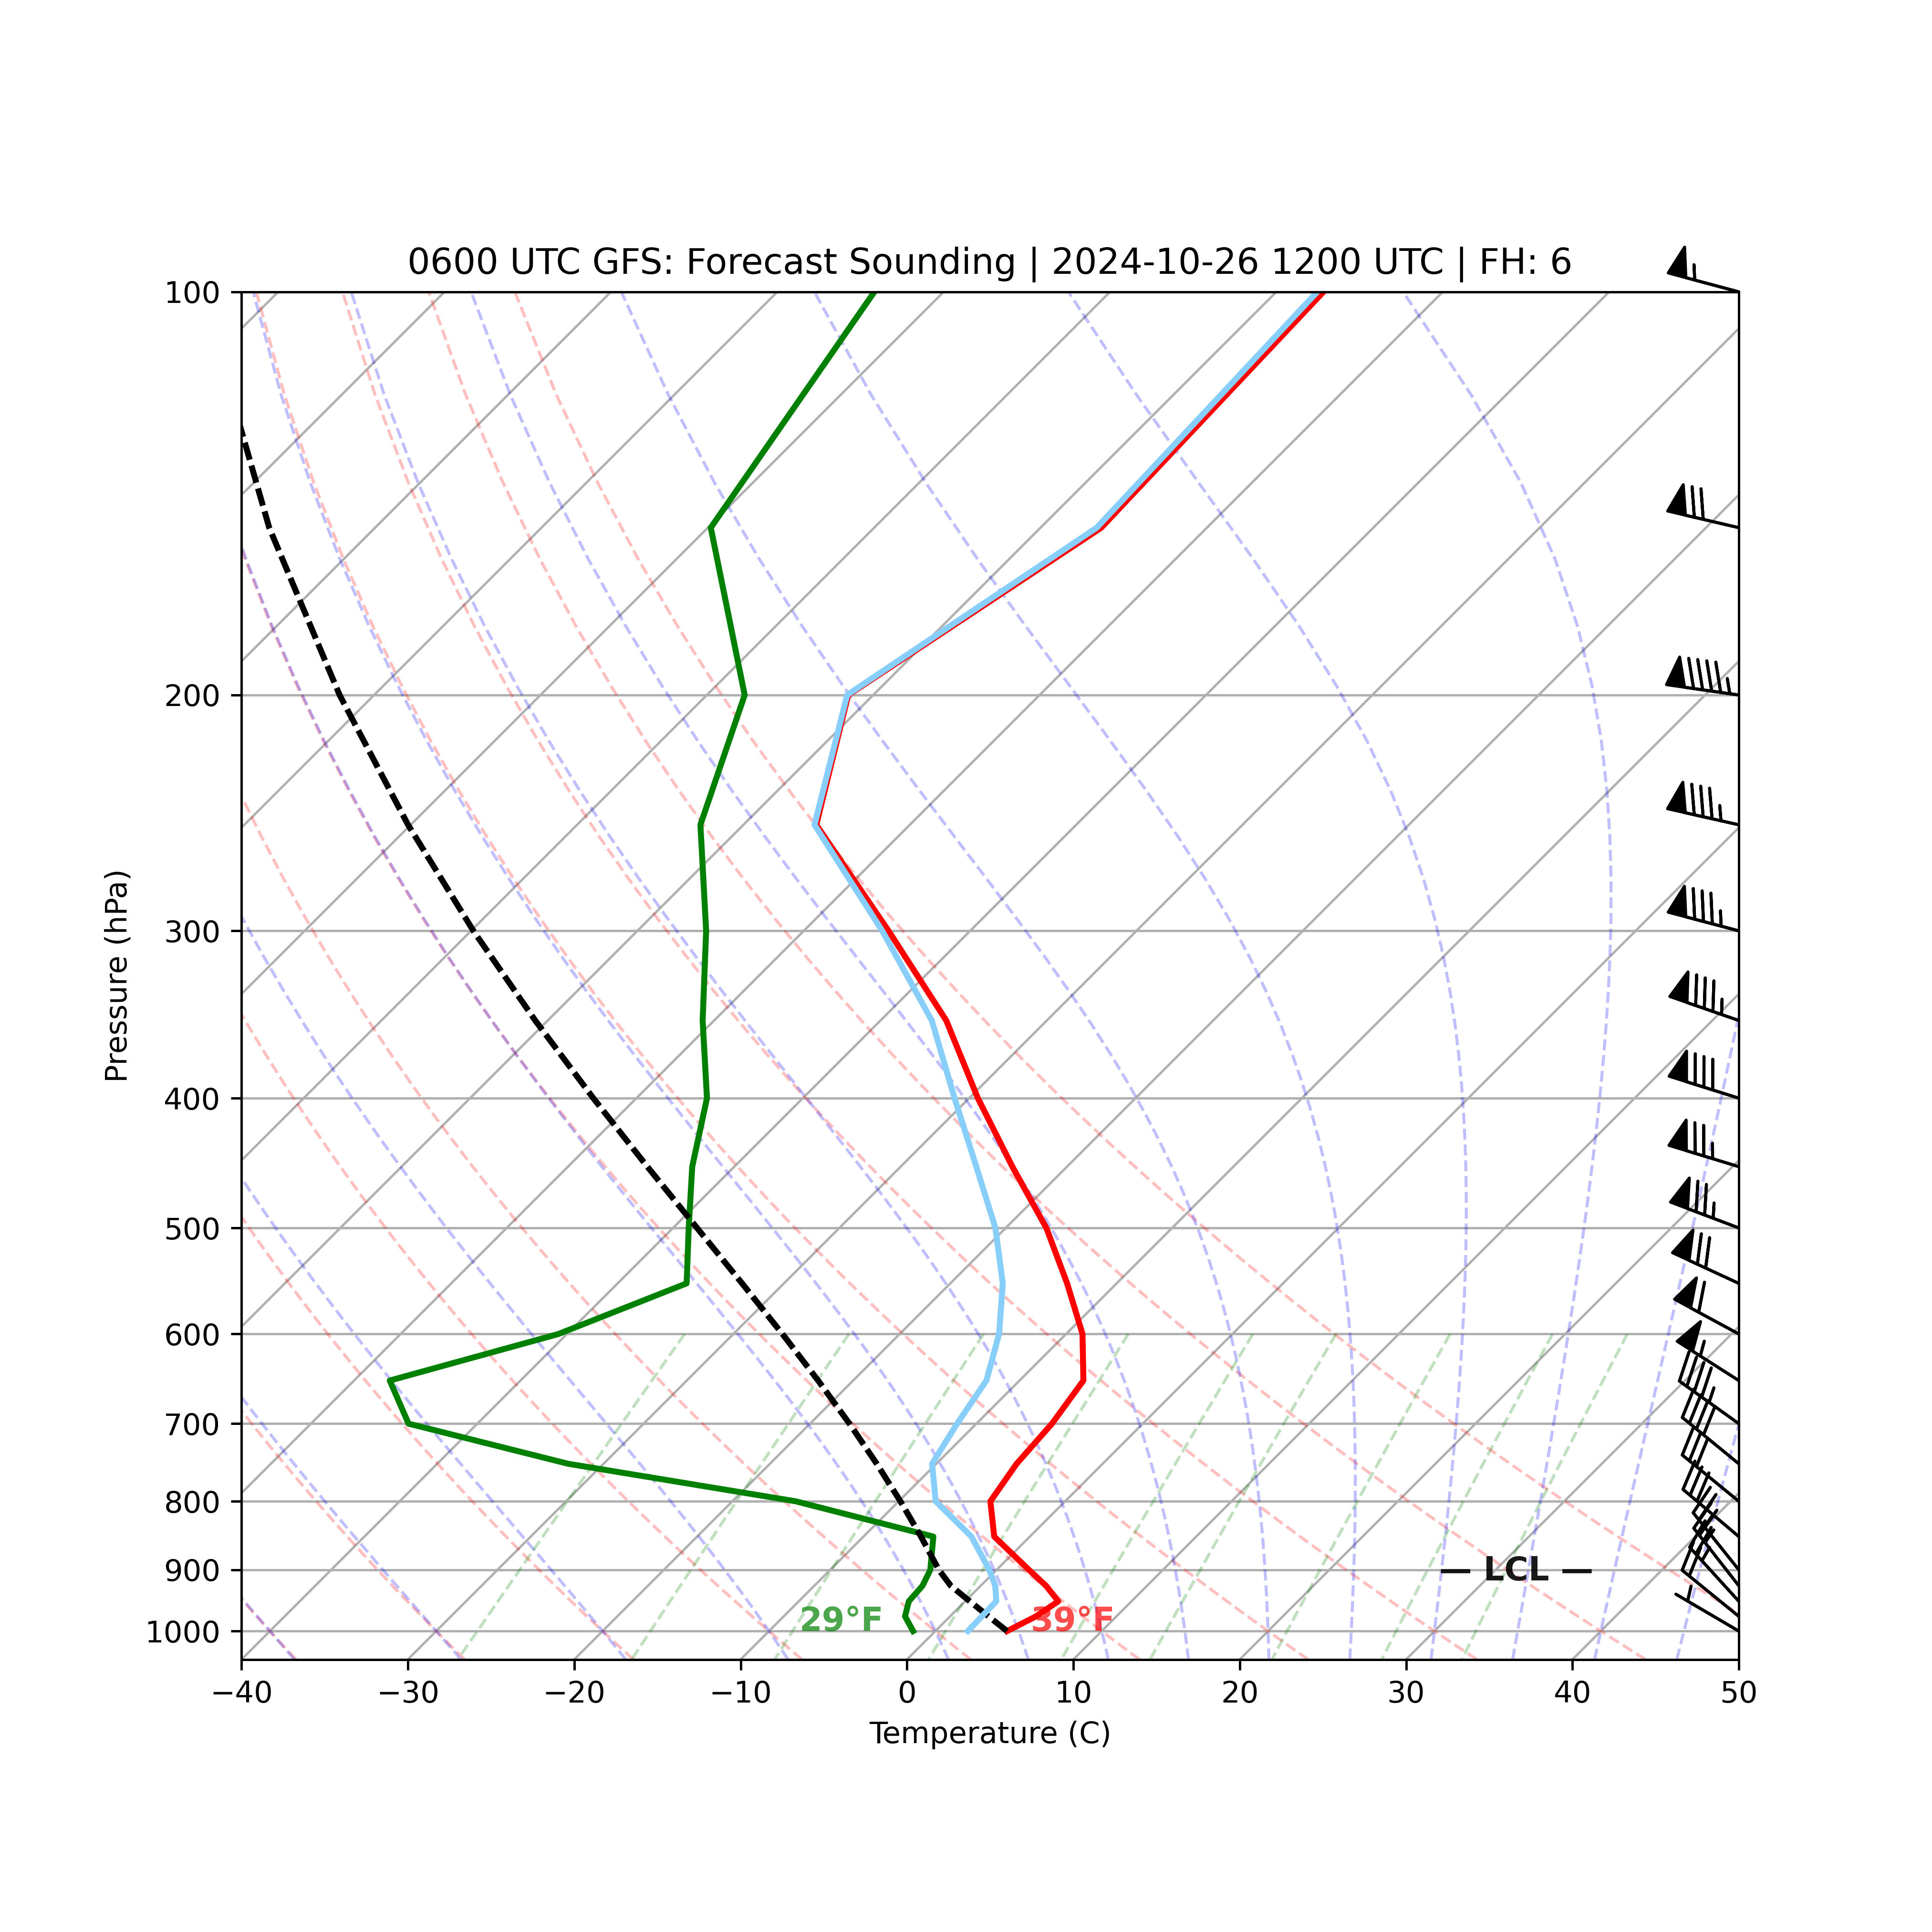 0600 UTC GFS: Forecast Sounding | 2024-10-26 1200 UTC | FH: 6
100
200
300
400
500
600
700
800
900
1000
Pressure (hPa)
— LCL —
29°F
39°F
−40 −30 −20 −10 0 10 20 30 40 50
Temperature (C)